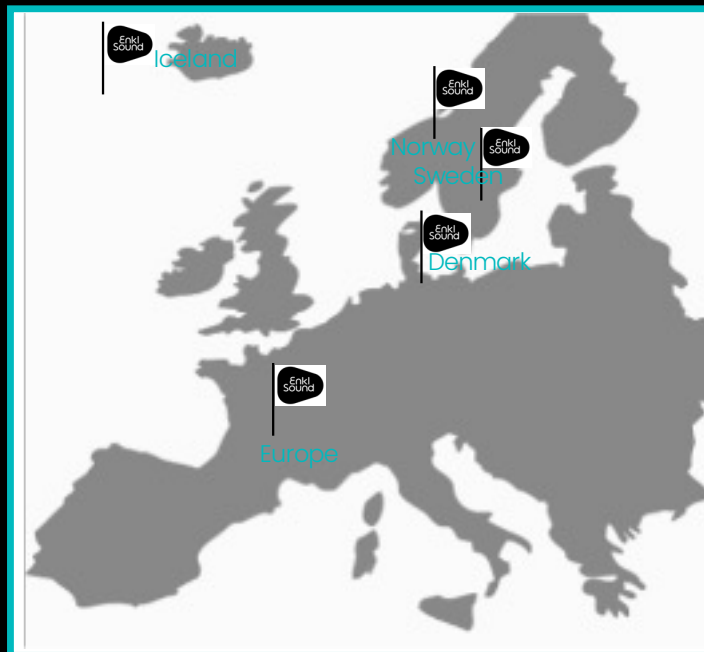 Enkl
Sound
Iceland
Enkl
Sound
Norway
Enkl
Sound
Sweden
Enkl
Sound
Denmark
Enkl
Sound
Europe